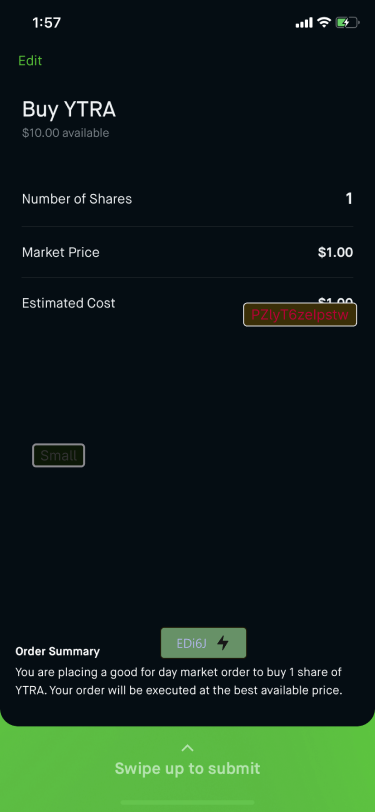 1:57
Edit
Buy YTRA
$10.00 available
Number of Shares 1
Market Price $1.00
Estimated Cost $1.00
PZlyT6zelpstw
Small
EDi6J
Order Summary
You are placing a good for day market order to buy 1 share of
YTRA. Your order will be executed at the best available price.
Swipe up to submit